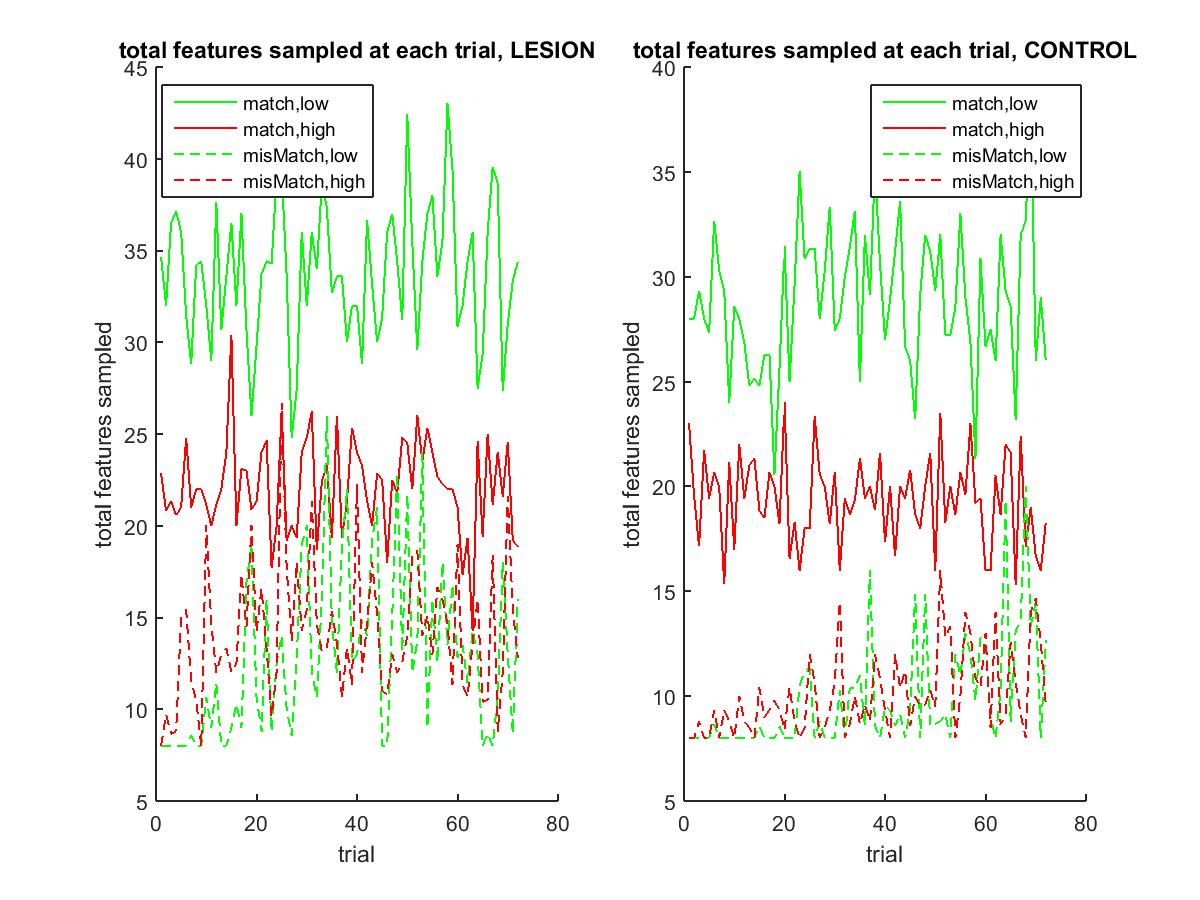 total features sampled at each trial, LESION
45
40
35
30
25
20
15
10
5
total features sampled
match,low
match,high
misMatch,low
misMatch,high
0
20
40
60
80
trial
total features sampled at each trial, CONTROL
40
35
30
25
20
15
10
5
total features sampled
match,low
match,high
misMatch,low
misMatch,high
0
20
40
60
80
trial